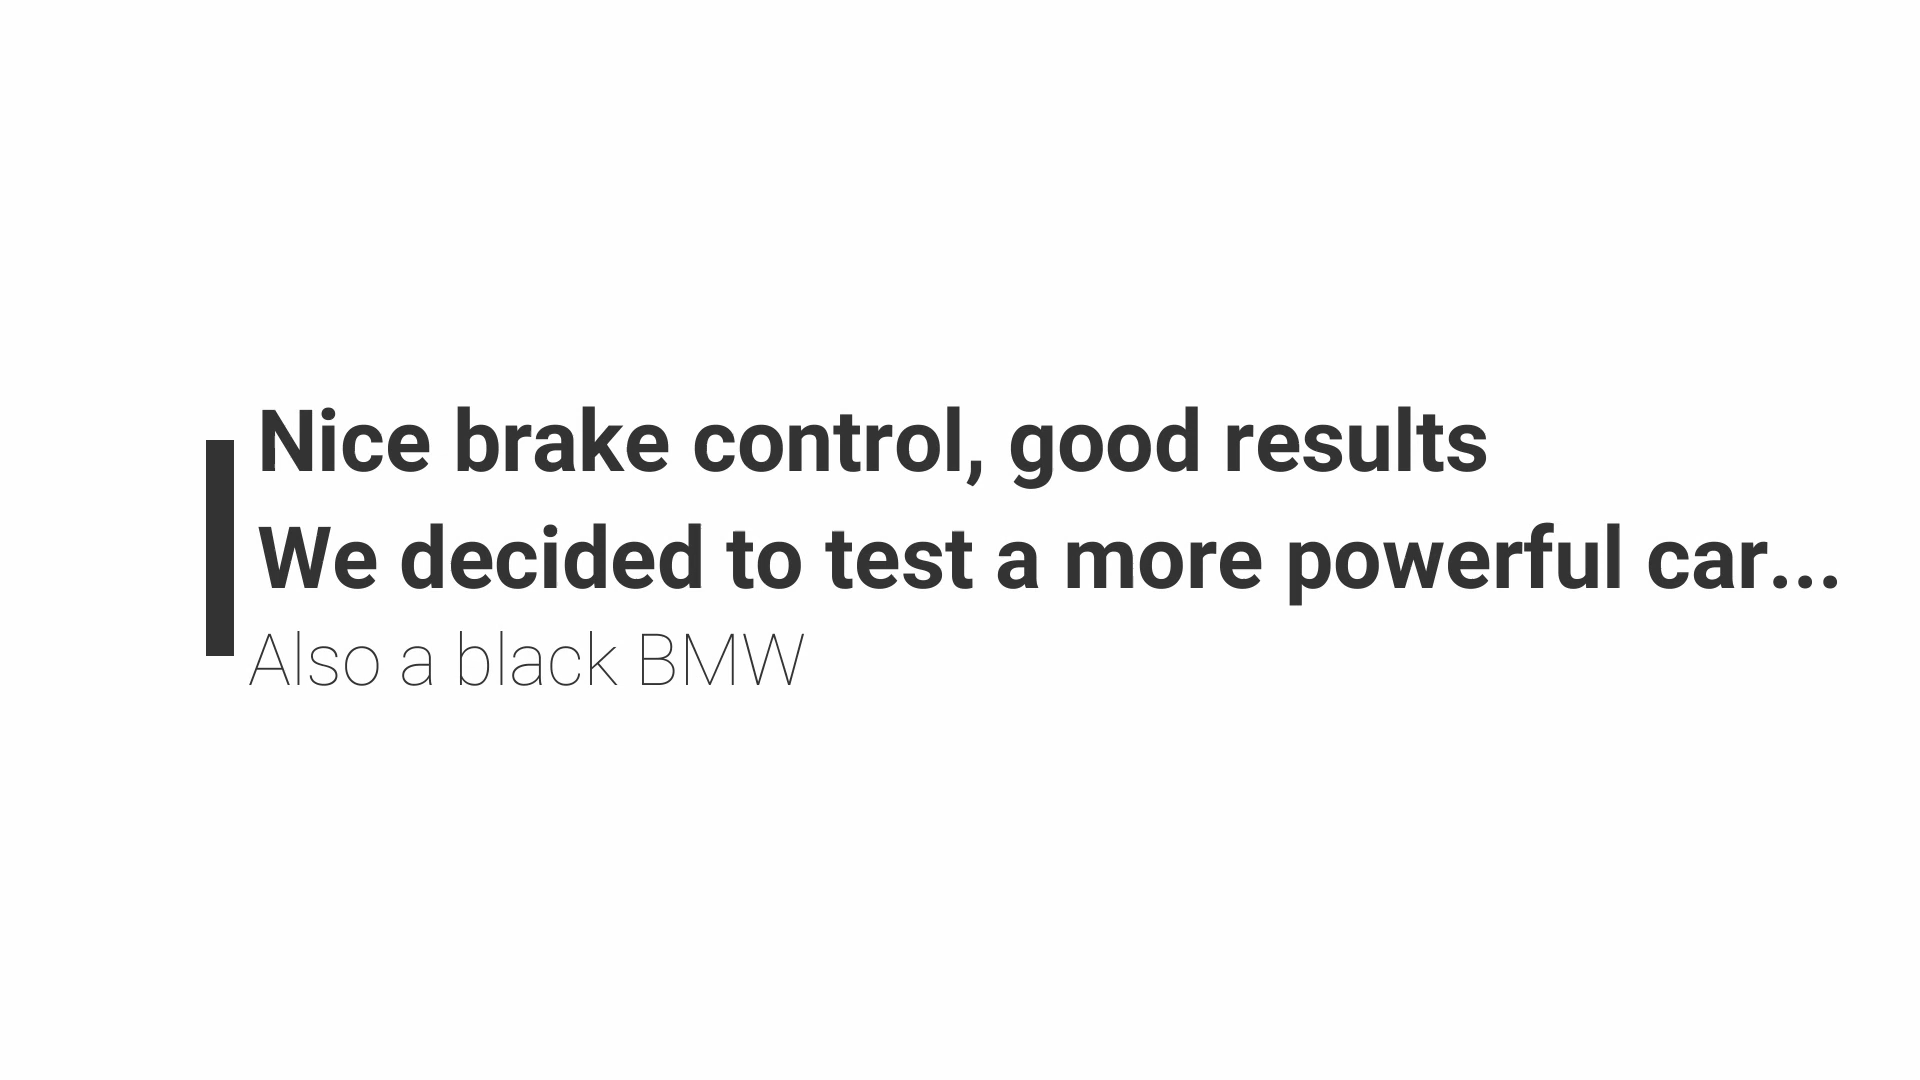 Nice brake control, good results
We decided to test a more powerful car...
Also a black BMW